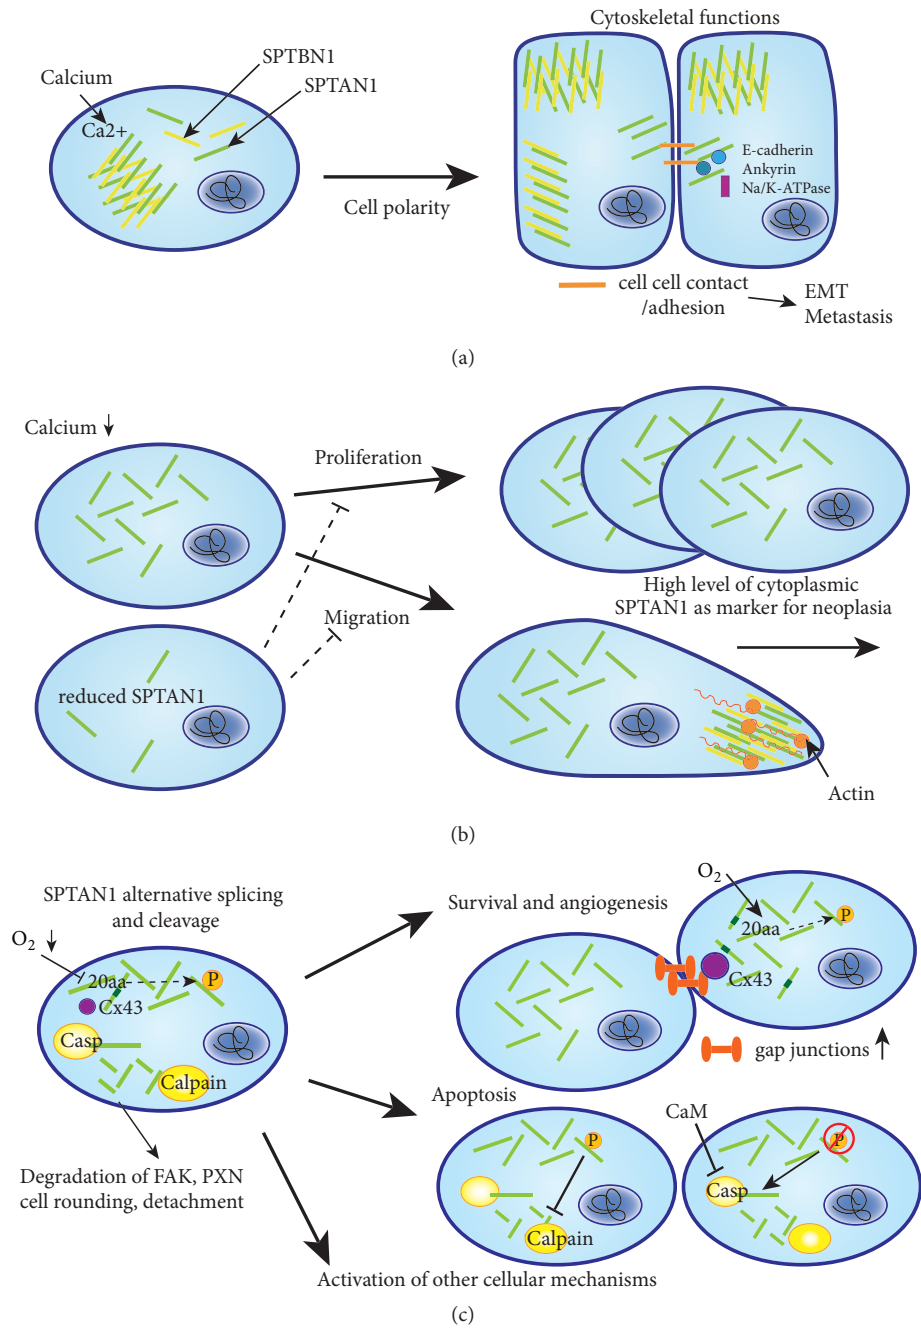 Cytoskeletal functions
SPTBN1
Calcium
SPTAN1
Ca2+
E-cadherin
Ankyrin
Na/K-ATPase
Cell polarity
cell cell contact
/adhesion
EMT
Metastasis
(a)
Calcium
Proliferation
High level of cytoplasmic
SPTAN1 as marker for neoplasia
Migration
reduced SPTAN1
Actin
(b)
SPTAN1 alternative splicing
and cleavage
O2
20aa
P
Cx43
Casp
Calpain
Degradation of FAK, PXN
cell rounding, detachment
Survival and angiogenesis
O2
20aa
P
Cx43
gap junctions
Apoptosis
P
Calpain
CaM
P
Casp
Activation of other cellular mechanisms
(c)